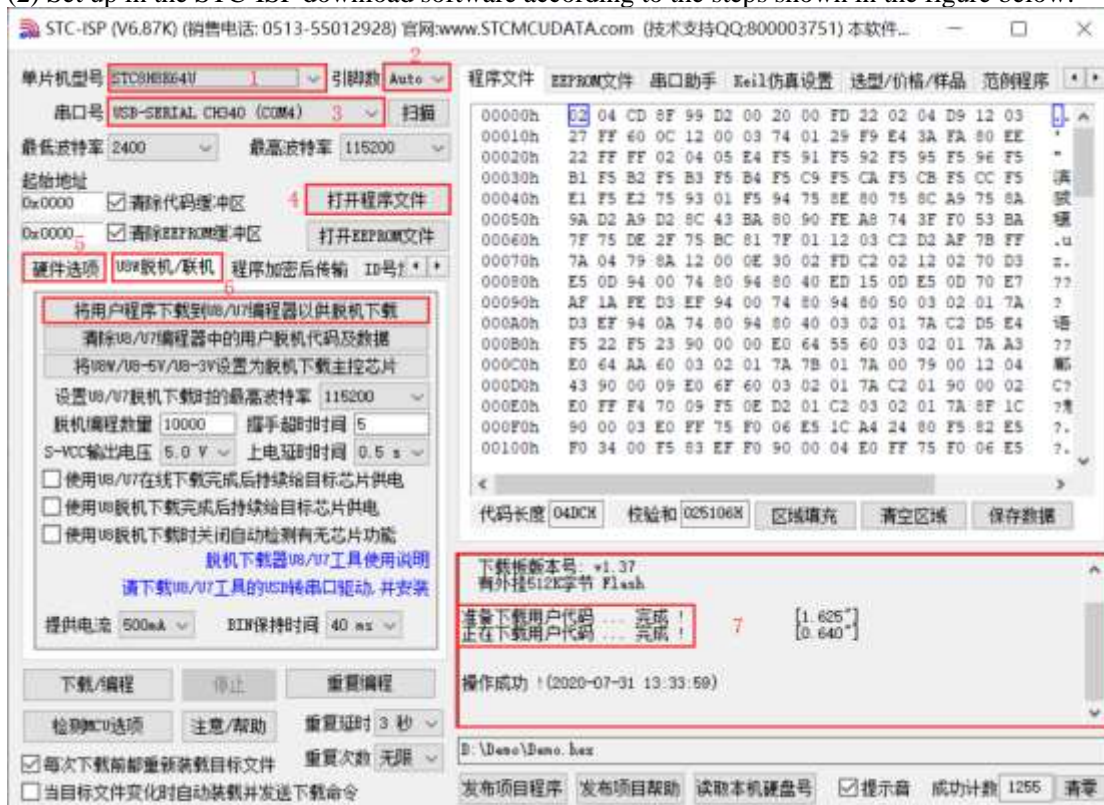 (2) Set up in the STC-ISP download software according to the steps shown in the figure below.
STC-ISP (V6.87K) (销售电话: 0513-55012928) 官网:www.STCMCUDATA.com (技术支持QQ:800003751) 本软件...
2
单片机型号 STC8H8K64U 1 引脚数 Auto
串口号 USB-SERIAL CH340 (COM4) 3 扫描
最低波特率 2400 最高波特率 115200
起始地址
0x0000 清除代码缓冲区 4 打开程序文件
0x0000 清除EEPROM缓冲区 打开EEPROM文件
5
硬件选项 U8W脱机/联机 程序加密后传输 ID号
6
将用户程序下载到U8/U7编程器以供脱机下载
清除U8/U7编程器中的用户脱机代码及数据
将U8W/U8-5V/U8-3V设置为脱机下载主控芯片
设置U8/U7脱机下载时的最高波特率 115200
脱机编程数量 10000 握手超时时间 5
S-VCC输出电压 5.0 V 上电延时时间 0.5 s
使用U8/U7在线下载完成后持续给目标芯片供电
使用U8脱机下载完成后持续给目标芯片供电
使用U8脱机下载时关闭自动检测有无芯片功能
脱机下载器U8/U7工具使用说明
请下载U8/U7工具的USB转串口驱动,并安装
提供电流 500mA BIN保持时间 40 ms
下载/编程 停止 重复编程
检测MCU选项 注意/帮助 重复延时 3 秒
每次下载前都重新装载目标文件 重复次数 无限
当目标文件变化时自动装载并发送下载命令
程序文件 EEPROM文件 串口助手 Keil仿真设置 选型/价格/样品 范例程序
00000h 02 04 CD 8F 99 D2 00 20 00 FD 22 02 04 D9 12 03
00010h 27 FF 60 0C 12 00 03 74 01 29 F9 E4 3A FA 80 EE
00020h 22 FF FF 02 04 05 E4 F5 91 F5 92 F5 95 F5 96 F5
00030h B1 F5 B2 F5 B3 F5 B4 F5 C9 F5 CA F5 CB F5 CC F5
00040h E1 F5 E2 75 93 01 F5 94 75 8E 80 75 8C A9 75 8A
00050h 9A D2 A9 D2 8C 43 BA 80 90 FE A8 74 3F F0 53 BA
00060h 7F 75 DE 2F 75 BC 81 7F 01 12 03 C2 D2 AF 7B FF
00070h 7A 04 79 8A 12 00 0E 30 02 FD C2 02 12 02 70 D3
00080h E5 0D 94 00 74 80 94 80 40 ED 15 0D E5 0D 70 E7
00090h AF 1A FE D3 EF 94 00 74 80 94 80 50 03 02 01 7A
000A0h D3 EF 94 0A 74 80 94 80 40 03 02 01 7A C2 D5 E4
000B0h F5 22 F5 23 90 00 00 E0 64 55 60 03 02 01 7A A3
000C0h E0 64 AA 60 03 02 01 7A 7B 01 7A 00 79 00 12 04
000D0h 43 90 00 09 E0 6F 60 03 02 01 7A C2 01 90 00 02
000E0h E0 FF F4 70 09 F5 0E D2 01 C2 03 02 01 7A 8F 1C
000F0h 90 00 03 E0 FF 75 F0 06 E5 1C A4 24 80 F5 82 E5
00100h F0 34 00 F5 83 EF F0 90 00 04 E0 FF 75 F0 06 E5
代码长度 04DCH 校验和 025106H 区域填充 清空区域 保存数据
下载板版本号: v1.37
有外挂512K字节 Flash
准备下载用户代码 ... 完成 ! [1.625"]
正在下载用户代码 ... 完成 ! 7 [0.640"]
操作成功 !(2020-07-31 13:33:59)
D:\Demo\Demo.hex
发布项目程序 发布项目帮助 读取本机硬盘号 提示音 成功计数 1255 清零